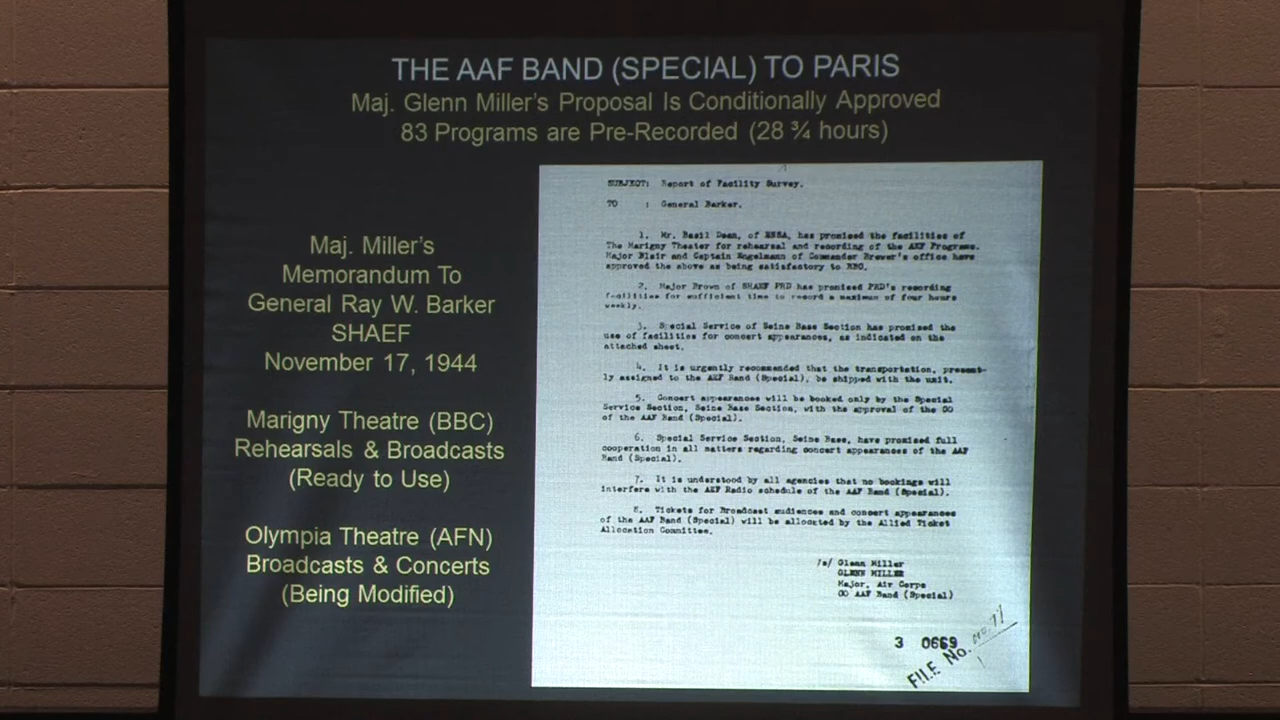 THE AAF BAND (SPECIAL) TO PARIS
Maj. Glenn Miller's Proposal Is Conditionally Approved
83 Programs are Pre-Recorded (28 ¾ hours)
Maj. Miller's
Memorandum To
General Ray W. Barker
SHAEF
November 17, 1944
Marigny Theatre (BBC)
Rehearsals & Broadcasts
(Ready to Use)
Olympia Theatre (AFN)
Broadcasts & Concerts
(Being Modified)
SUBJECT: Report of Facility Survey.
TO : General Barker.
1. Mr. Basil Dean, of ENSA, has promised the facilities of
The Marigny Theater for rehearsal and recording of the AEF Programs.
Major Blair and Captain Engelmann of Commander Brewer's office have
approved the above as being satisfactory to BBC.
2. Major Brown of SHAEF PRD has promised PRD's recording
facilities for sufficient time to record a maximum of four hours
weekly.
3. Special Service of Seine Base Section has promised the
use of facilities for concert appearances, as indicated on the
attached sheet.
4. It is urgently recommended that the transportation, present-
ly assigned to the AEF Band (Special), be shipped with the unit.
5. Concert appearances will be booked only by the Special
Service Section, Seine Base Section, with the approval of the CO
of the AAF Band (Special).
6. Special Service Section, Seine Base, have promised full
cooperation in all matters regarding concert appearances of the AAF
Band (Special).
7. It is understood by all agencies that no bookings will
interfere with the AEF Radio schedule of the AAF Band (Special).
8. Tickets for Broadcast audiences and concert appearances
of the AAF Band (Special) will be allocated by the Allied Ticket
Allocation Committee.
/s/ Glenn Miller
GLENN MILLER
Major, Air Corps
CO AAF Band (Special)
3 0669
FILE No.